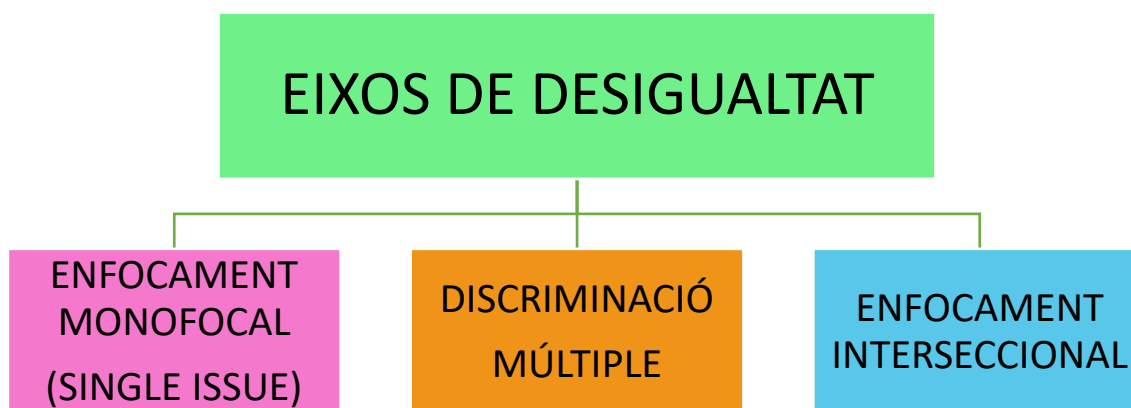 EIXOS DE DESIGUALTAT
ENFOCAMENT
MONOFOCAL
(SINGLE ISSUE)
DISCRIMINACIÓ
MÚLTIPLE
ENFOCAMENT
INTERSECCIONAL